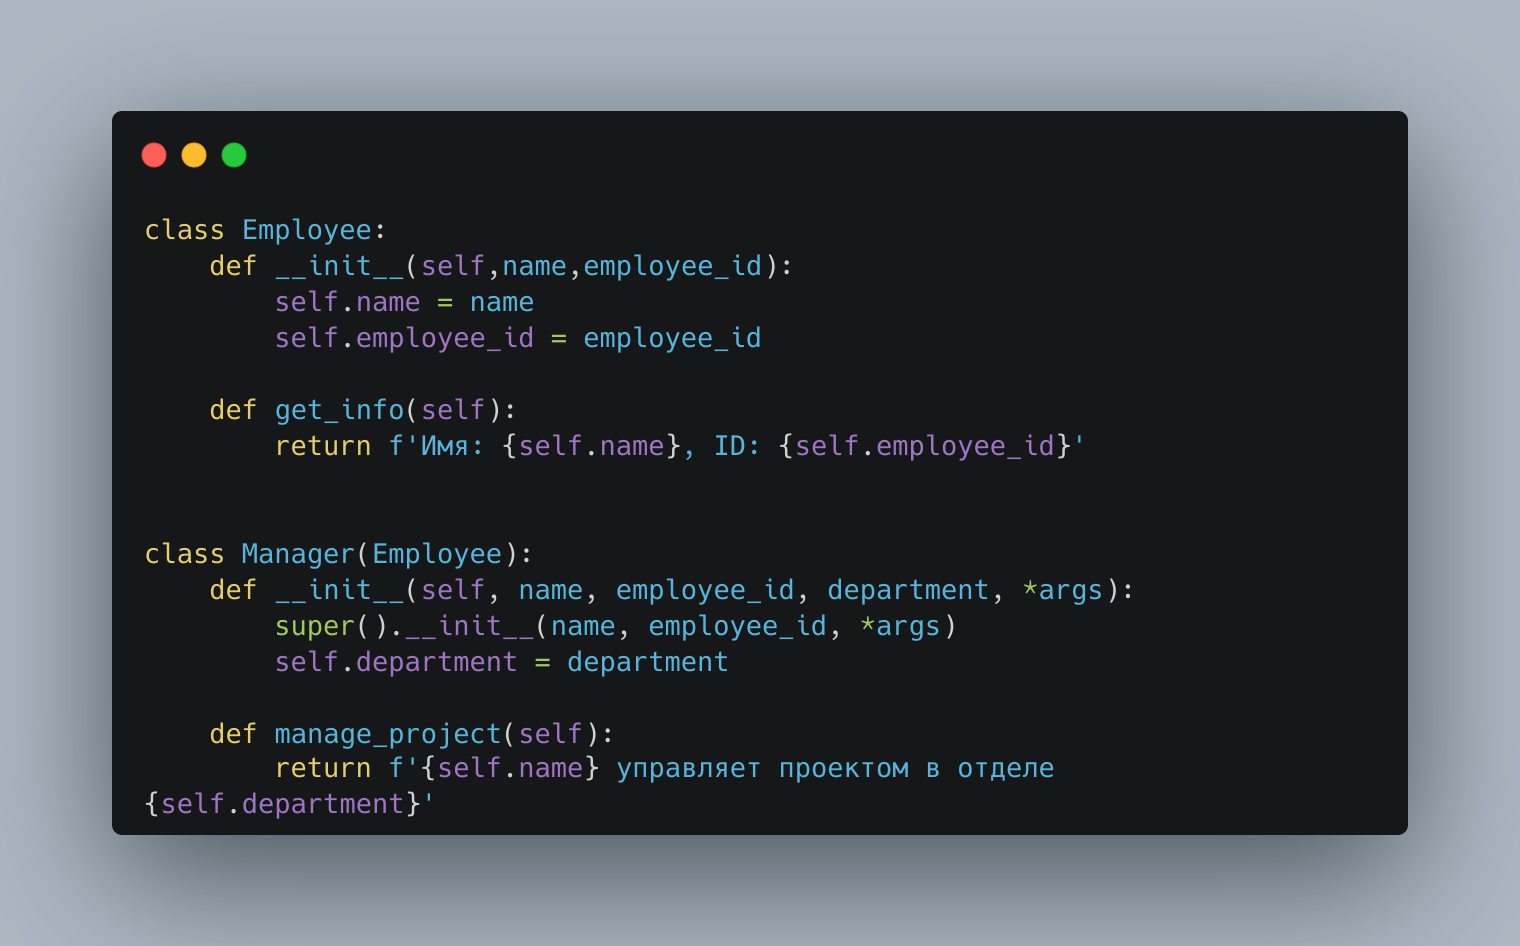 class Employee:
    def __init__(self,name,employee_id):
        self.name = name
        self.employee_id = employee_id

    def get_info(self):
        return f'Имя: {self.name}, ID: {self.employee_id}'


class Manager(Employee):
    def __init__(self, name, employee_id, department, *args):
        super().__init__(name, employee_id, *args)
        self.department = department

    def manage_project(self):
        return f'{self.name} управляет проектом в отделе
{self.department}'